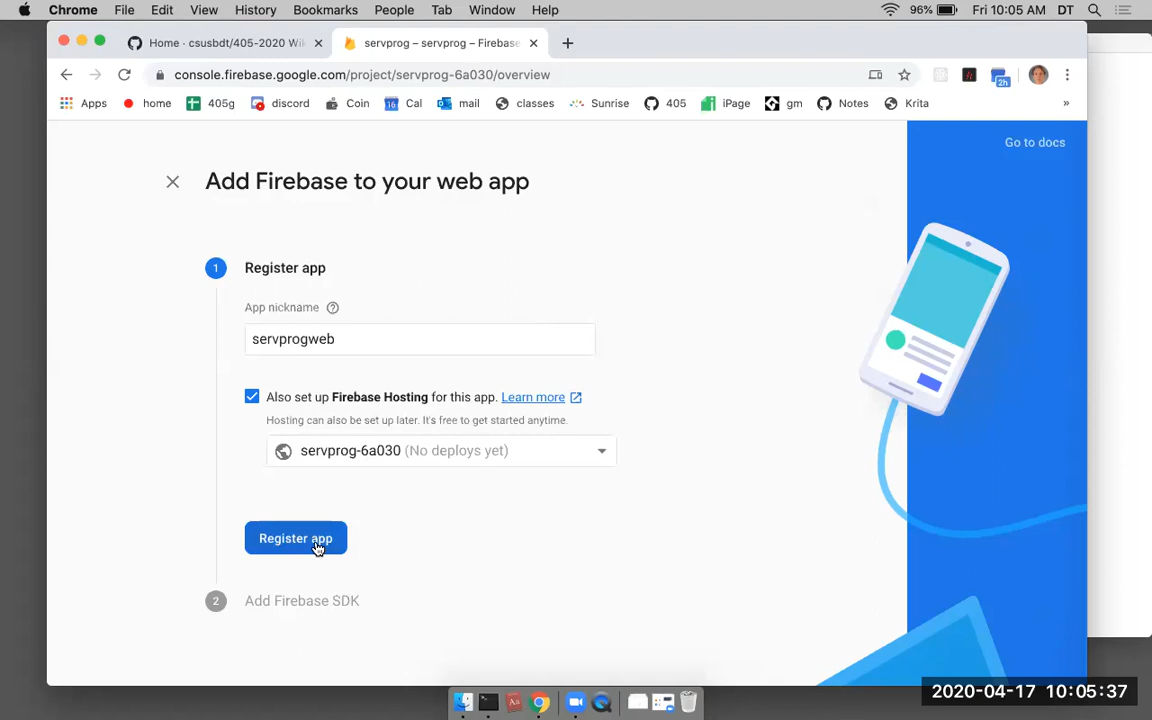 Chrome File Edit View History Bookmarks People Tab Window Help 96% Fri 10:05 AM DT
Home · csusbdt/405-2020 Wik servprog – servprog – Firebase
console.firebase.google.com/project/servprog-6a030/overview
2h
Apps home 405g discord Coin Cal mail classes Sunrise 405 iPage gm Notes Krita »
Go to docs
Add Firebase to your web app
1 Register app
App nickname
servprogweb
Also set up Firebase Hosting for this app. Learn more
Hosting can also be set up later. It's free to get started anytime.
servprog-6a030 (No deploys yet)
Register app
2 Add Firebase SDK
2020-04-17 10:05:37